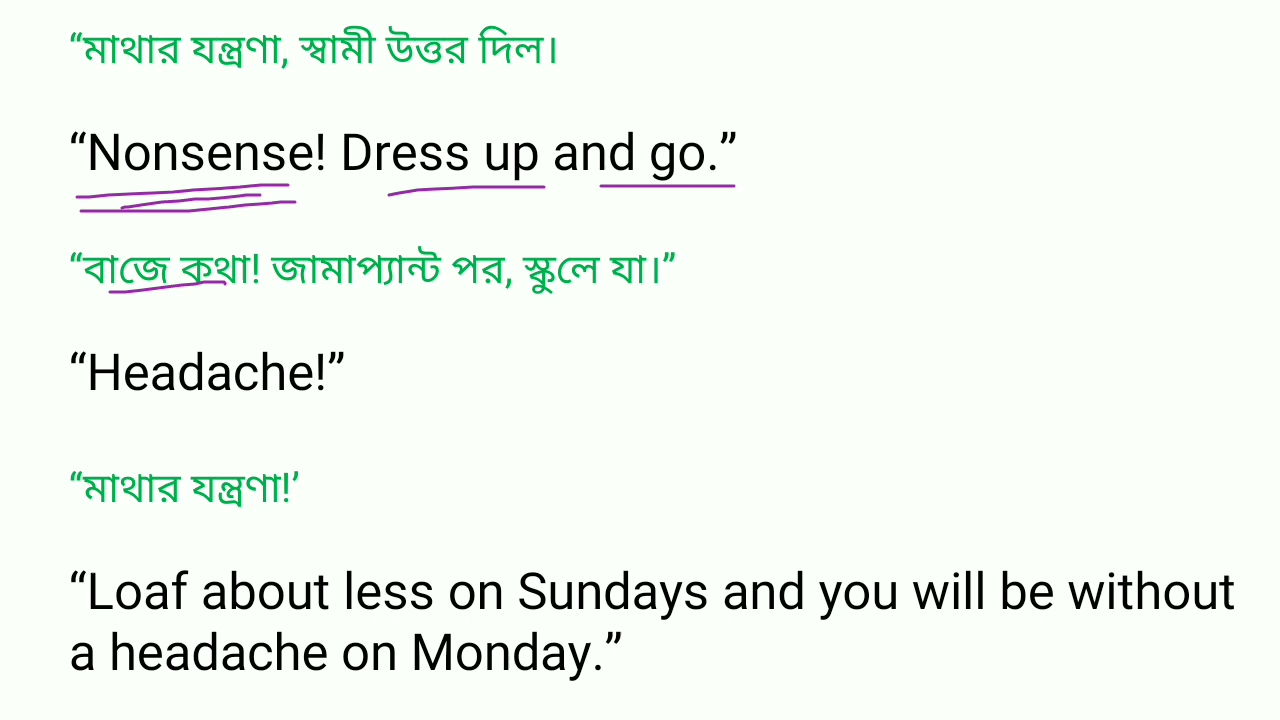 “মাথার যন্ত্রণা, স্বামী উত্তর দিল।
“Nonsense! Dress up and go.”
“বাজে কথা! জামাপ্যান্ট পর, স্কুলে যা।”
“Headache!”
“মাথার যন্ত্রণা!’
“Loaf about less on Sundays and you will be without
a headache on Monday.”